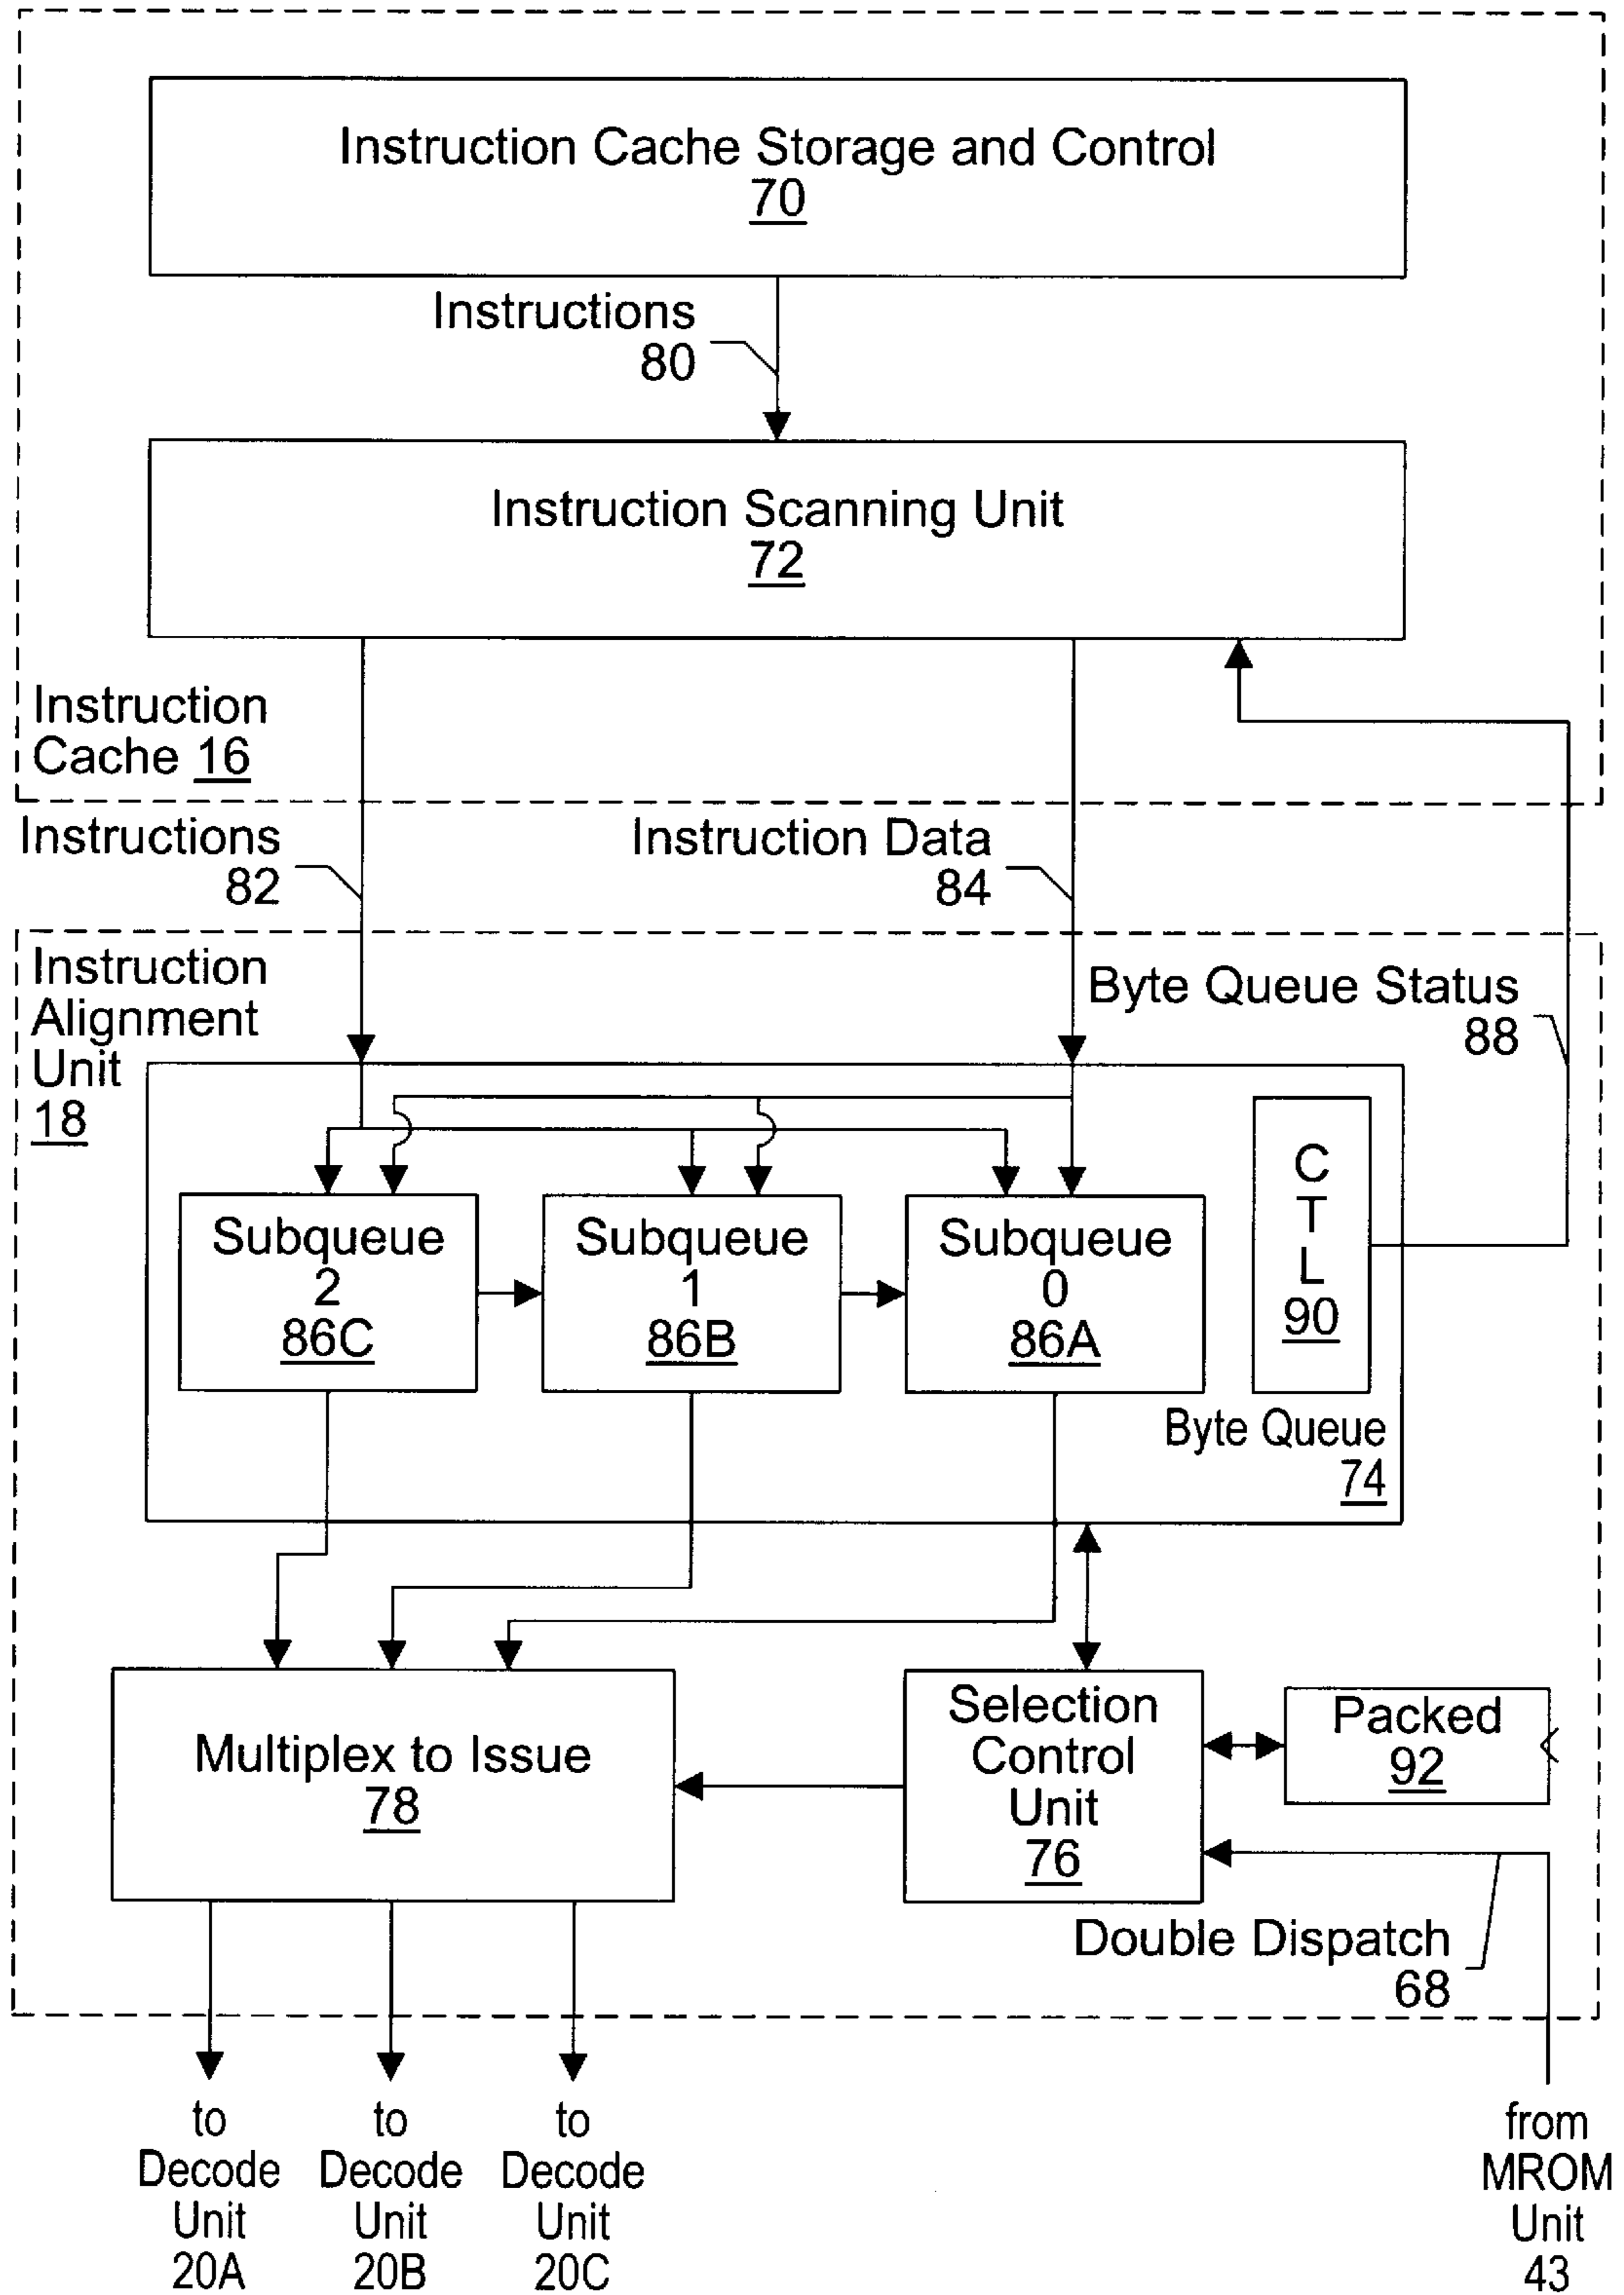 Instruction Cache Storage and Control
70
Instructions
80
Instruction Scanning Unit
72
Instruction
Cache 16
Instructions
82
Instruction Data
84
Instruction
Alignment
Unit
18
Byte Queue Status
88
Subqueue
2
86C
Subqueue
1
86B
Subqueue
0
86A
C
T
L
90
Byte Queue
74
Multiplex to Issue
78
Selection
Control
Unit
76
Packed
92
Double Dispatch
68
to
Decode
Unit
20A
to
Decode
Unit
20B
to
Decode
Unit
20C
from
MROM
Unit
43